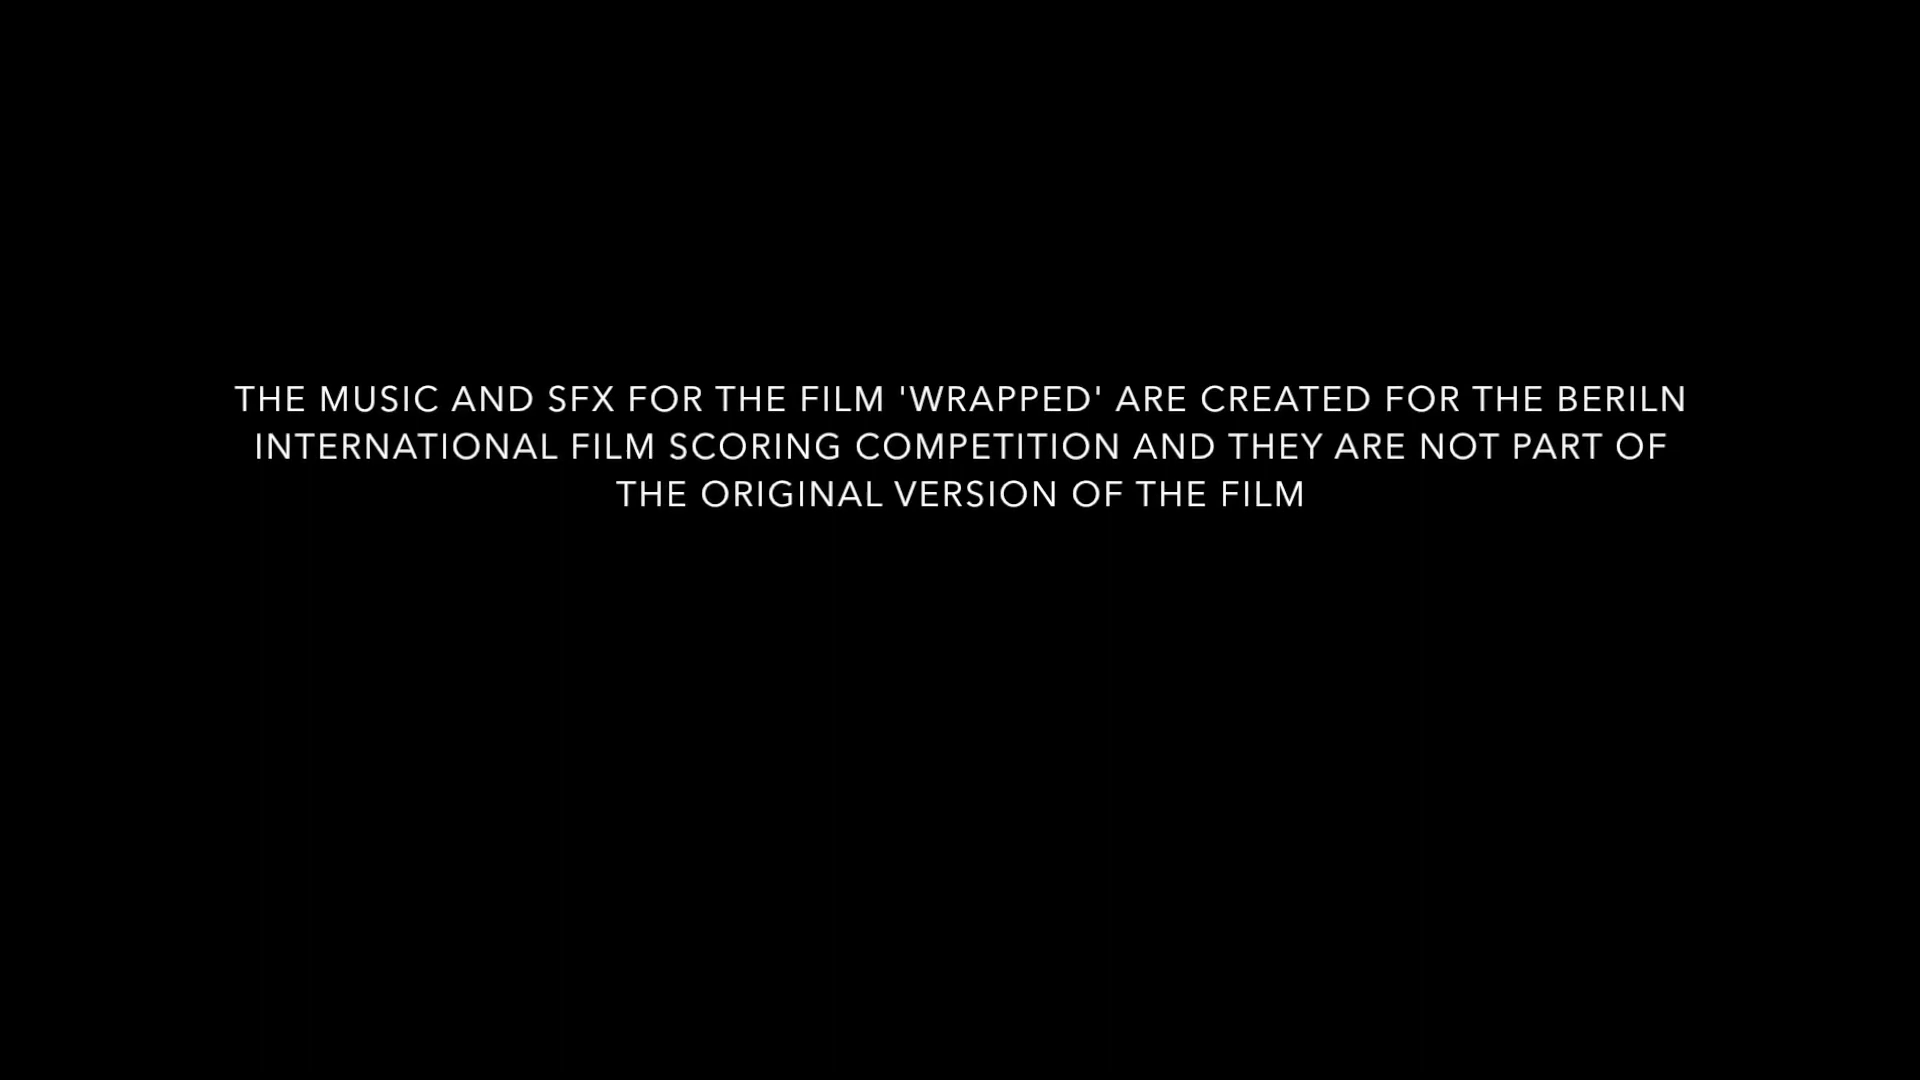 THE MUSIC AND SFX FOR THE FILM 'WRAPPED' ARE CREATED FOR THE BERILN
INTERNATIONAL FILM SCORING COMPETITION AND THEY ARE NOT PART OF
THE ORIGINAL VERSION OF THE FILM